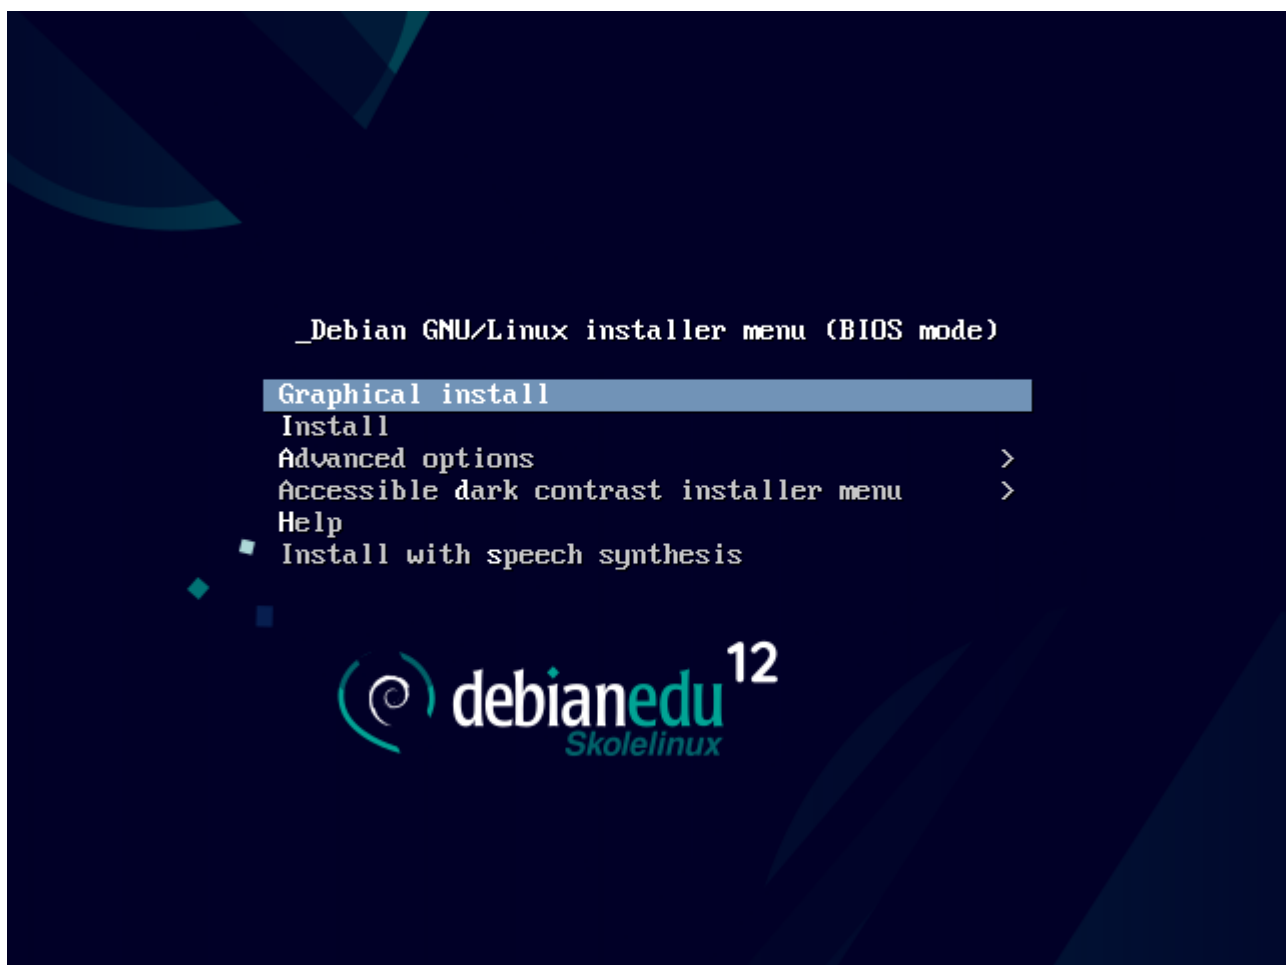 _Debian GNU/Linux installer menu (BIOS mode)
Graphical install
Install
Advanced options >
Accessible dark contrast installer menu >
Help
Install with speech synthesis
debianedu 12
Skolelinux